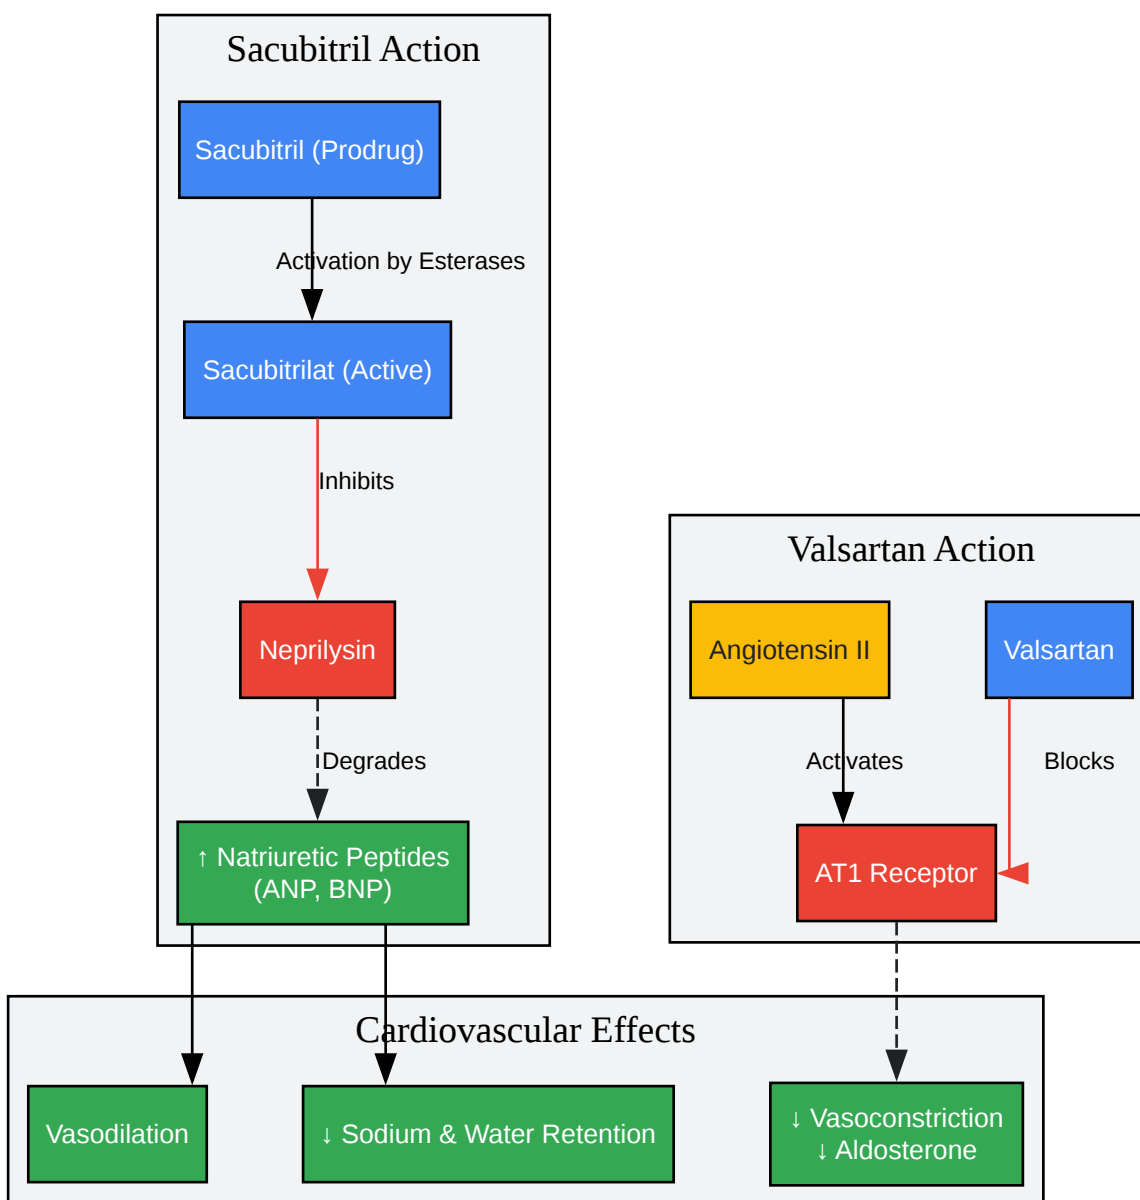 Sacubitril Action
Sacubitril (Prodrug)
Activation by Esterases
Sacubitrilat (Active)
Inhibits
Neprilysin
Degrades
↑ Natriuretic Peptides
(ANP, BNP)
Valsartan Action
Angiotensin II
Valsartan
Activates
Blocks
AT1 Receptor
Cardiovascular Effects
Vasodilation
↓ Sodium & Water Retention
↓ Vasoconstriction
↓ Aldosterone